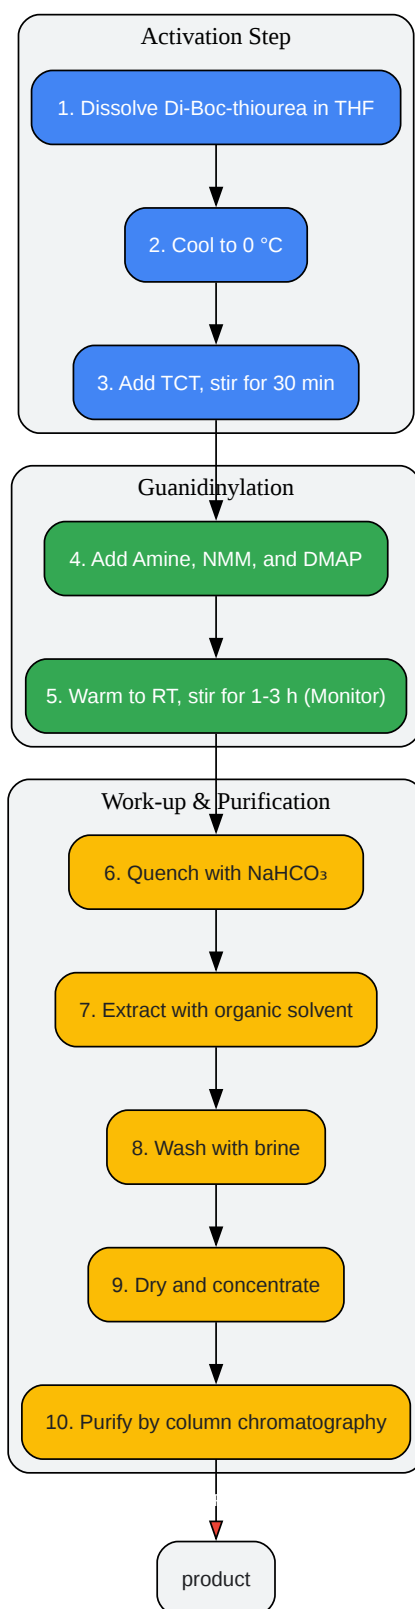 Activation Step
1. Dissolve Di-Boc-thiourea in THF
2. Cool to 0 °C
3. Add TCT, stir for 30 min
Guanidinylation
4. Add Amine, NMM, and DMAP
5. Warm to RT, stir for 1-3 h (Monitor)
Work-up & Purification
6. Quench with NaHCO₃
7. Extract with organic solvent
8. Wash with brine
9. Dry and concentrate
10. Purify by column chromatography
product